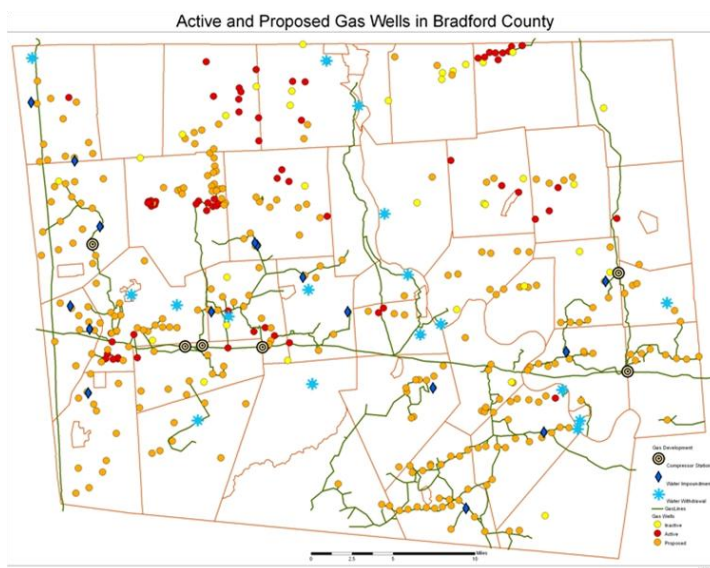 Active and Proposed Gas Wells in Bradford County
Gas Development
Compressor Station
Water Impoundment
Water Withdrawal
GasLines
Gas Wells
Inactive
Active
Proposed
Miles
0 2.5 5 10